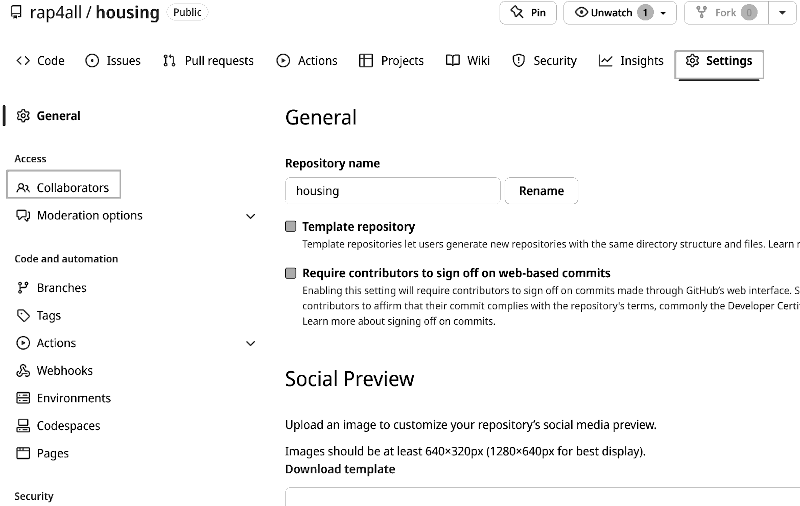 rap4all / housing Public Pin Unwatch 1 Fork 0
Code Issues Pull requests Actions Projects Wiki Security Insights Settings
General
Access
Collaborators
Moderation options
Code and automation
Branches
Tags
Actions
Webhooks
Environments
Codespaces
Pages
Security
General
Repository name
housing Rename
Template repository
Template repositories let users generate new repositories with the same directory structure and files. Learn
Require contributors to sign off on web-based commits
Enabling this setting will require contributors to sign off on commits made through GitHub's web interface.
contributors to affirm that their commit complies with the repository's terms, commonly the Developer Certi
Learn more about signing off on commits.
Social Preview
Upload an image to customize your repository's social media preview.
Images should be at least 640×320px (1280×640px for best display).
Download template